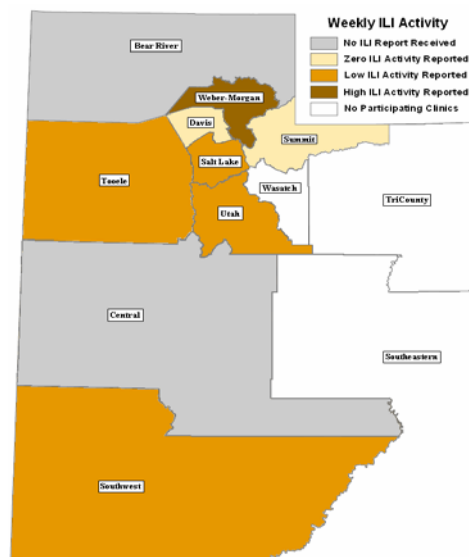 Weekly ILI Activity
No ILI Report Received
Zero ILI Activity Reported
Low ILI Activity Reported
High ILI Activity Reported
No Participating Clinics
Bear River
Weber-Morgan
Davis
Summit
Salt Lake
Tooele
Wasatch
TriCounty
Utah
Central
Southeastern
Southwest